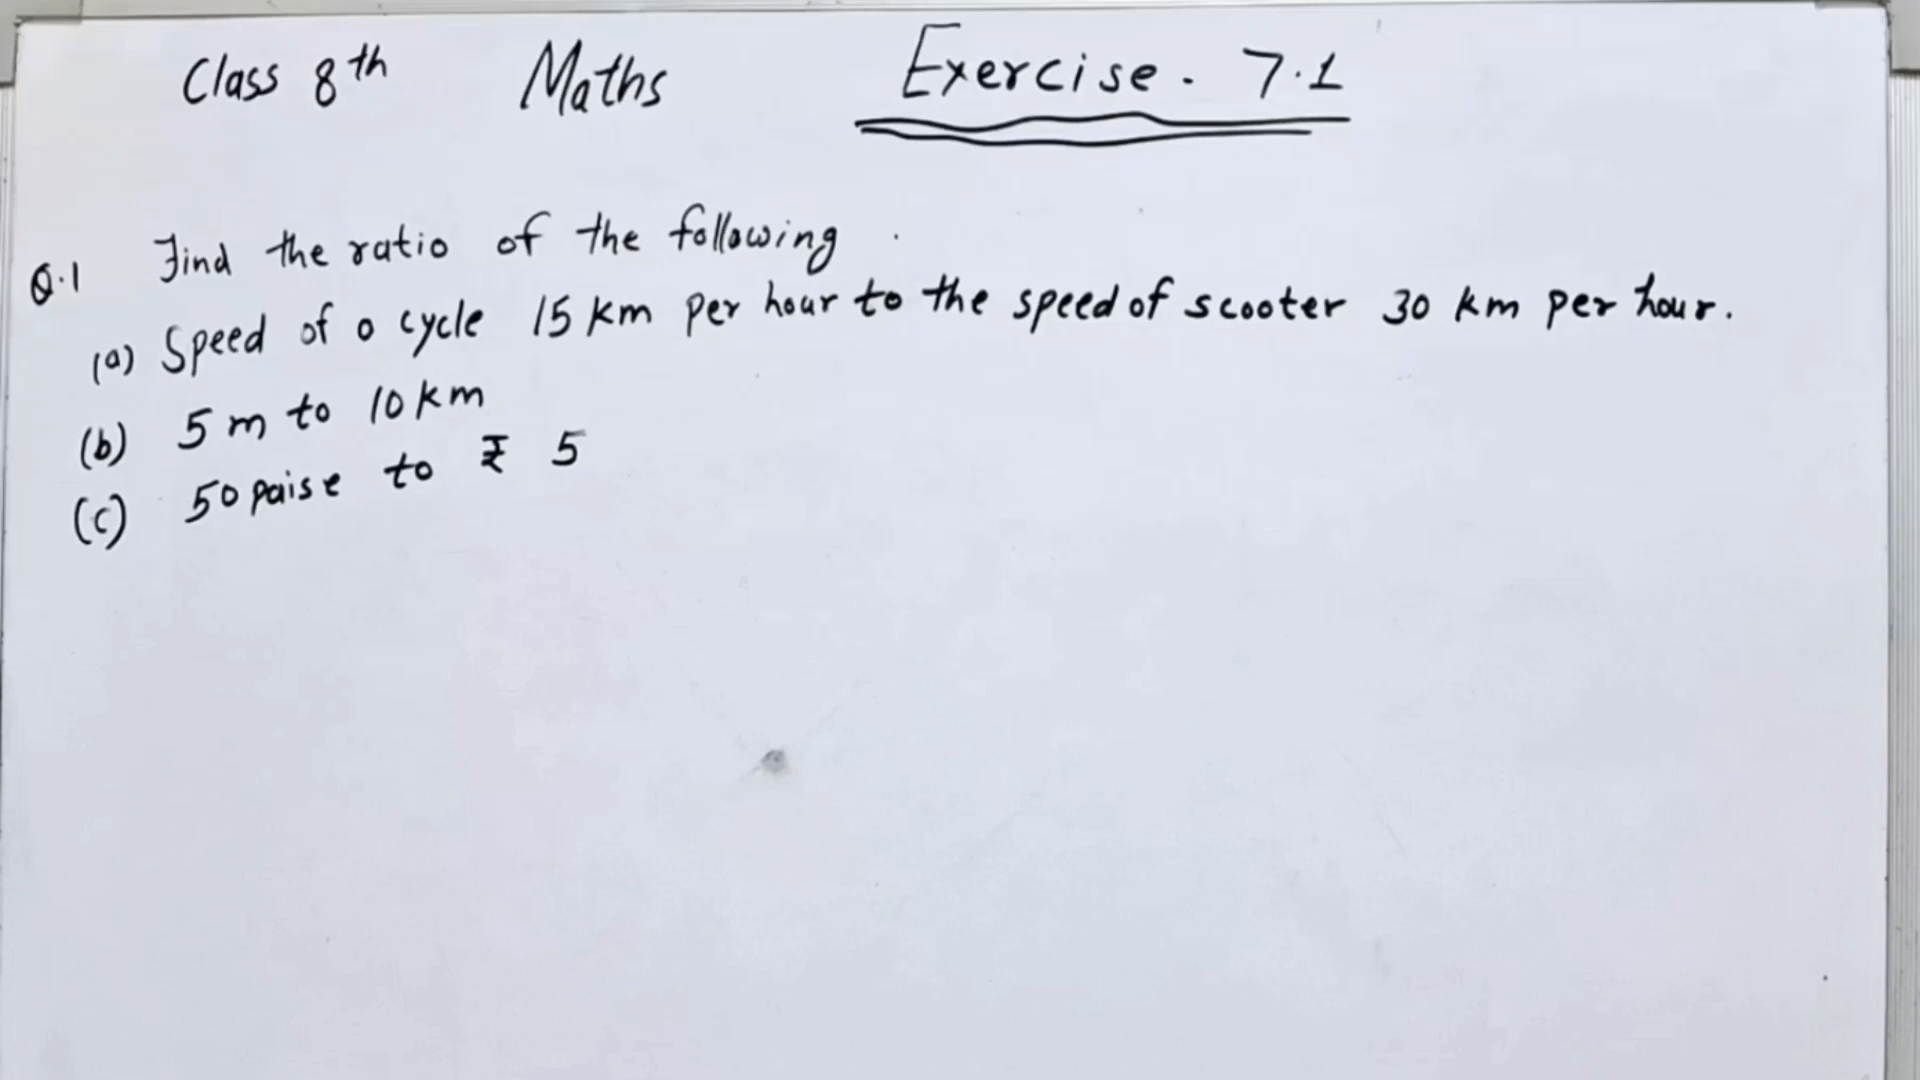 Class 8th Maths Exercise. 7.1
Q.1 Find the ratio of the following.
(a) Speed of a cycle 15 km per hour to the speed of scooter 30 km per hour.
(b) 5 m to 10 km
(c) 50 paise to ₹ 5